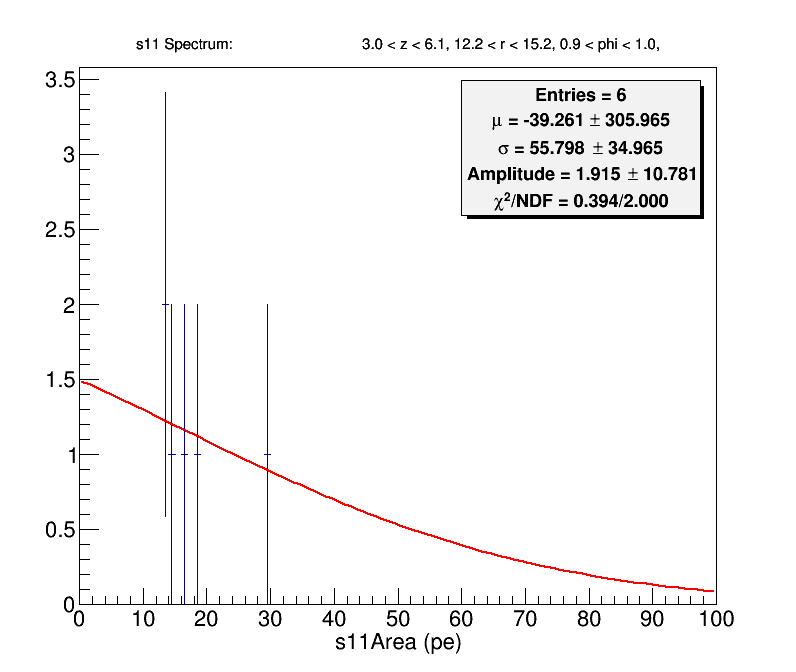 s11 Spectrum: 3.0 < z < 6.1, 12.2 < r < 15.2, 0.9 < phi < 1.0,
Entries = 6
μ = -39.261 ± 305.965
σ = 55.798 ± 34.965
Amplitude = 1.915 ± 10.781
χ²/NDF = 0.394/2.000
3.5
3
2.5
2
1.5
1
0.5
0
0 10 20 30 40 50 60 70 80 90 100
s11Area (pe)